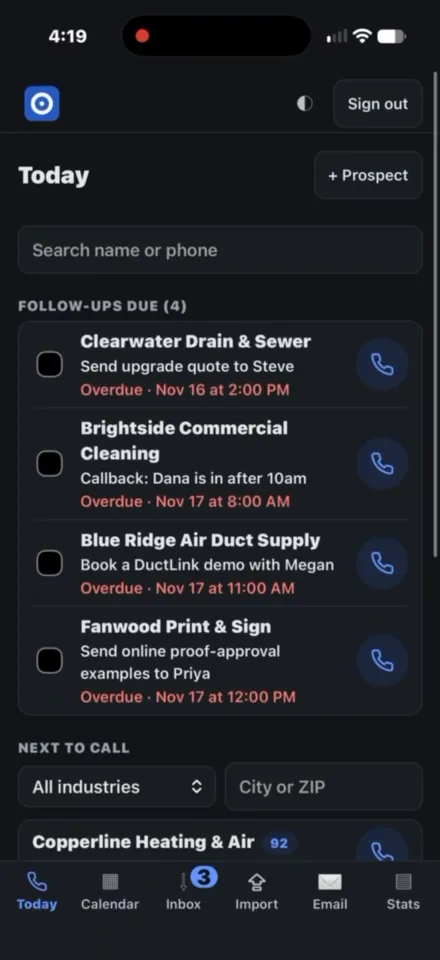 4:19
Sign out
Today
+ Prospect
Search name or phone
FOLLOW-UPS DUE (4)
Clearwater Drain & Sewer
Send upgrade quote to Steve
Overdue · Nov 16 at 2:00 PM
Brightside Commercial
Cleaning
Callback: Dana is in after 10am
Overdue · Nov 17 at 8:00 AM
Blue Ridge Air Duct Supply
Book a DuctLink demo with Megan
Overdue · Nov 17 at 11:00 AM
Fanwood Print & Sign
Send online proof-approval
examples to Priya
Overdue · Nov 17 at 12:00 PM
NEXT TO CALL
All industries
City or ZIP
Copperline Heating & Air 92
3
Today Calendar Inbox Import Email Stats